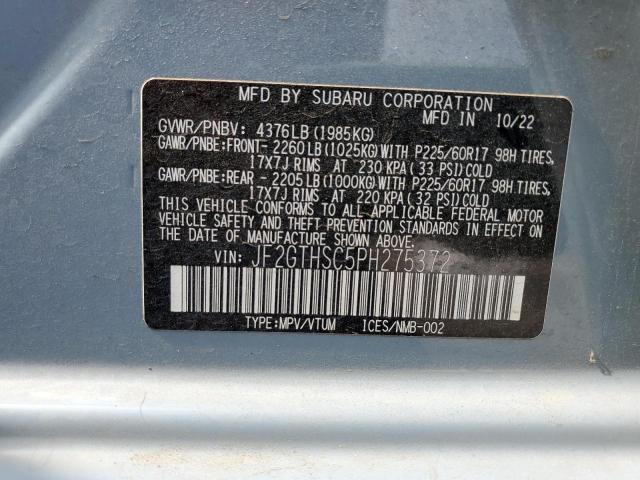 MFD BY SUBARU CORPORATION
MFD IN 10/22
GVWR/PNBV: 4376LB(1985KG)
GAWR/PNBE:FRONT- 2260LB(1025KG)WITH P225/60R17 98H TIRES,
17X7J RIMS AT 230 KPA(33 PSI)COLD
GAWR/PNBE:REAR - 2205LB(1000KG)WITH P225/60R17 98H TIRES,
17X7J RIMS AT 220 KPA(32 PSI)COLD
THIS VEHICLE CONFORMS TO ALL APPLICABLE FEDERAL MOTOR
VEHICLE SAFETY AND THEFT PREVENTION STANDARDS IN EFFECT ON
THE DATE OF MANUFACTURE SHOWN ABOVE.
VIN: JF2GTHSC5PH275372
TYPE:MPV/VTUM ICES/NMB-002